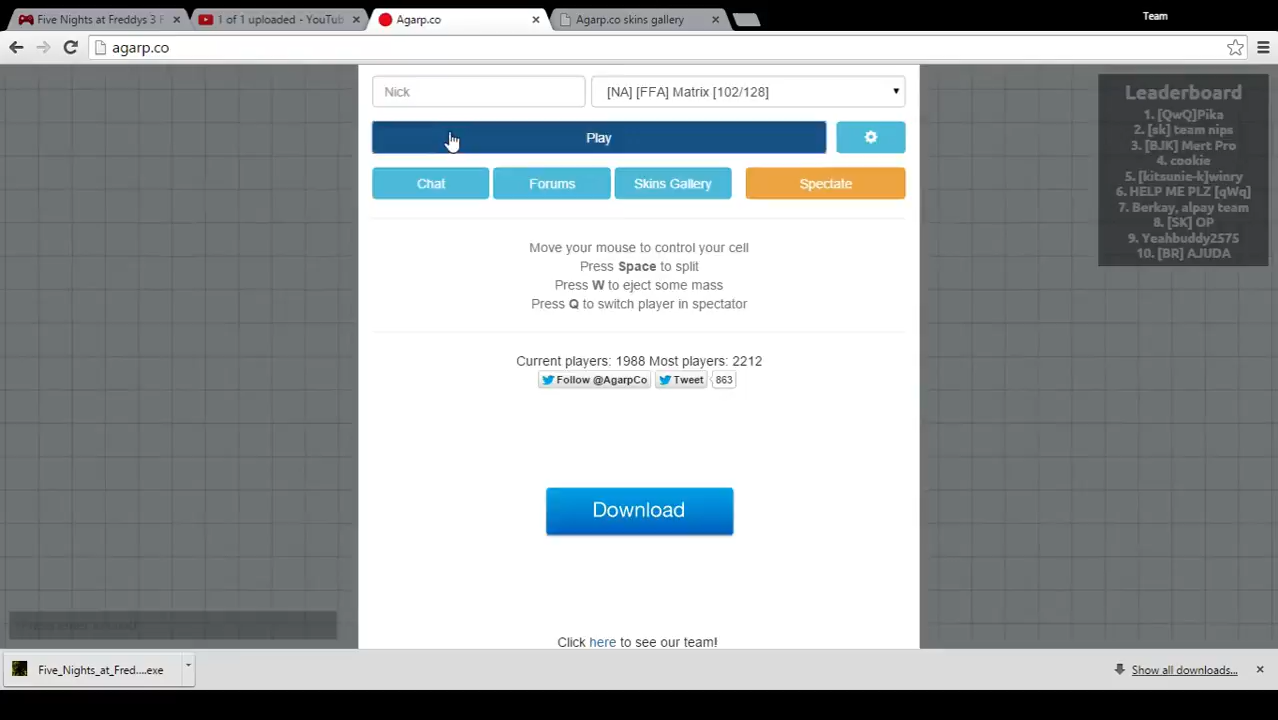 Five Nights at Freddys 3 F
1 of 1 uploaded - YouTub
Agarp.co
Agarp.co skins gallery
Team
agarp.co
Nick
[NA] [FFA] Matrix [102/128]
Play
Chat
Forums
Skins Gallery
Spectate
Move your mouse to control your cell
Press Space to split
Press W to eject some mass
Press Q to switch player in spectator
Current players: 1988 Most players: 2212
Follow @AgarpCo
Tweet
863
Download
Click here to see our team!
Leaderboard
1. [QwQ]Pika
2. [sk] team nips
3. [BJK] Mert Pro
4. cookie
5. [kitsunie-k]winry
6. HELP ME PLZ [qWq]
7. Berkay, alpay team
8. [SK] OP
9. Yeahbuddy2575
10. [BR] AJUDA
Five_Nights_at_Fred....exe
Show all downloads...